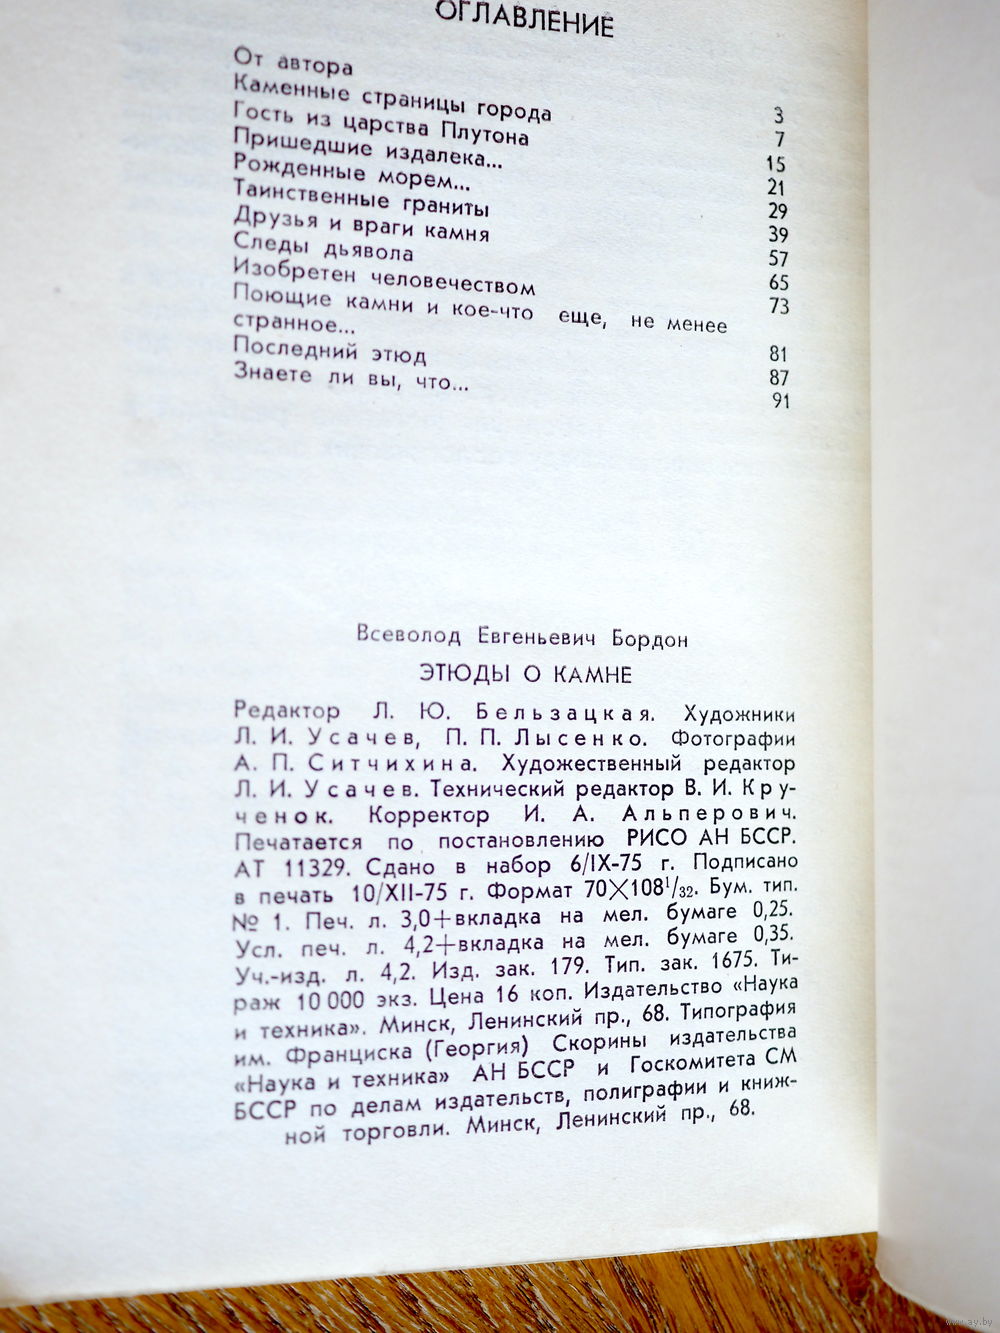 ОГЛАВЛЕНИЕ
От автора 3
Каменные страницы города 7
Гость из царства Плутона 15
Пришедшие издалека... 21
Рожденные морем... 29
Таинственные граниты 39
Друзья и враги камня 57
Следы дьявола 65
Изобретен человечеством 73
Поющие камни и кое-что еще, не менее
странное... 81
Последний этюд 87
Знаете ли вы, что... 91
Всеволод Евгеньевич Бордон
ЭТЮДЫ О КАМНЕ
Редактор Л. Ю. Бельзацкая. Художники
Л. И. Усачев, П. П. Лысенко. Фотографии
А. П. Ситчихина. Художественный редактор
Л. И. Усачев. Технический редактор В. И. Кру-
ченок. Корректор И. А. Альперович.
Печатается по постановлению РИСО АН БССР.
АТ 11329. Сдано в набор 6/IX-75 г. Подписано
в печать 10/XII-75 г. Формат 70×108¹/₃₂. Бум. тип.
№ 1. Печ. л. 3,0+вкладка на мел. бумаге 0,25.
Усл. печ. л. 4,2+вкладка на мел. бумаге 0,35.
Уч.-изд. л. 4,2. Изд. зак. 179. Тип. зак. 1675. Ти-
раж 10 000 экз. Цена 16 коп. Издательство «Наука
и техника». Минск, Ленинский пр., 68. Типография
им. Франциска (Георгия) Скорины издательства
«Наука и техника» АН БССР и Госкомитета СМ
БССР по делам издательств, полиграфии и книж-
ной торговли. Минск, Ленинский пр., 68.
www.ay.by